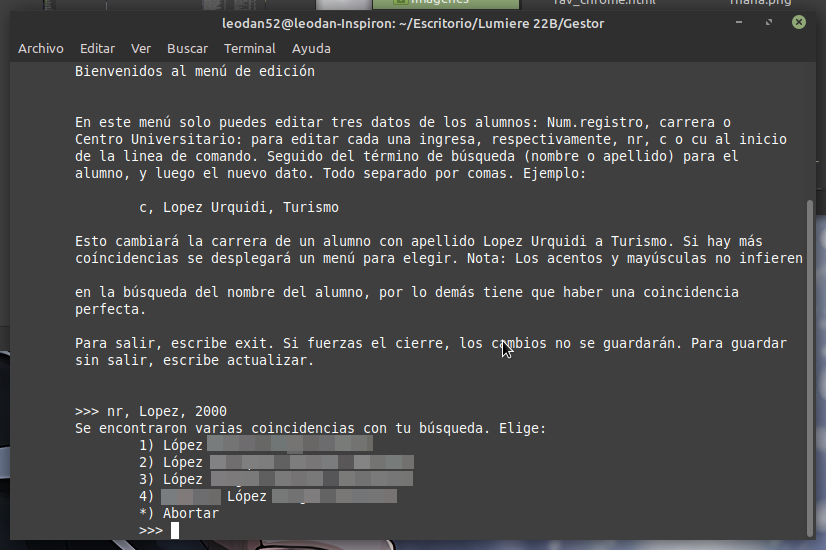 Imágenes
rav_chrome.html
maria.png
leodan52@leodan-Inspiron: ~/Escritorio/Lumiere 22B/Gestor
Archivo Editar Ver Buscar Terminal Ayuda
Bienvenidos al menú de edición
En este menú solo puedes editar tres datos de los alumnos: Num.registro, carrera o
Centro Universitario: para editar cada una ingresa, respectivamente, nr, c o cu al inicio
de la linea de comando. Seguido del término de búsqueda (nombre o apellido) para el
alumno, y luego el nuevo dato. Todo separado por comas. Ejemplo:
c, Lopez Urquidi, Turismo
Esto cambiará la carrera de un alumno con apellido Lopez Urquidi a Turismo. Si hay más
coíncidencias se desplegará un menú para elegir. Nota: Los acentos y mayúsculas no infieren
en la búsqueda del nombre del alumno, por lo demás tiene que haber una coincidencia
perfecta.
Para salir, escribe exit. Si fuerzas el cierre, los cambios no se guardarán. Para guardar
sin salir, escribe actualizar.
>>> nr, Lopez, 2000
Se encontraron varias coincidencias con tu búsqueda. Elige:
1) López
2) López
3) López
4) López
*) Abortar
>>>